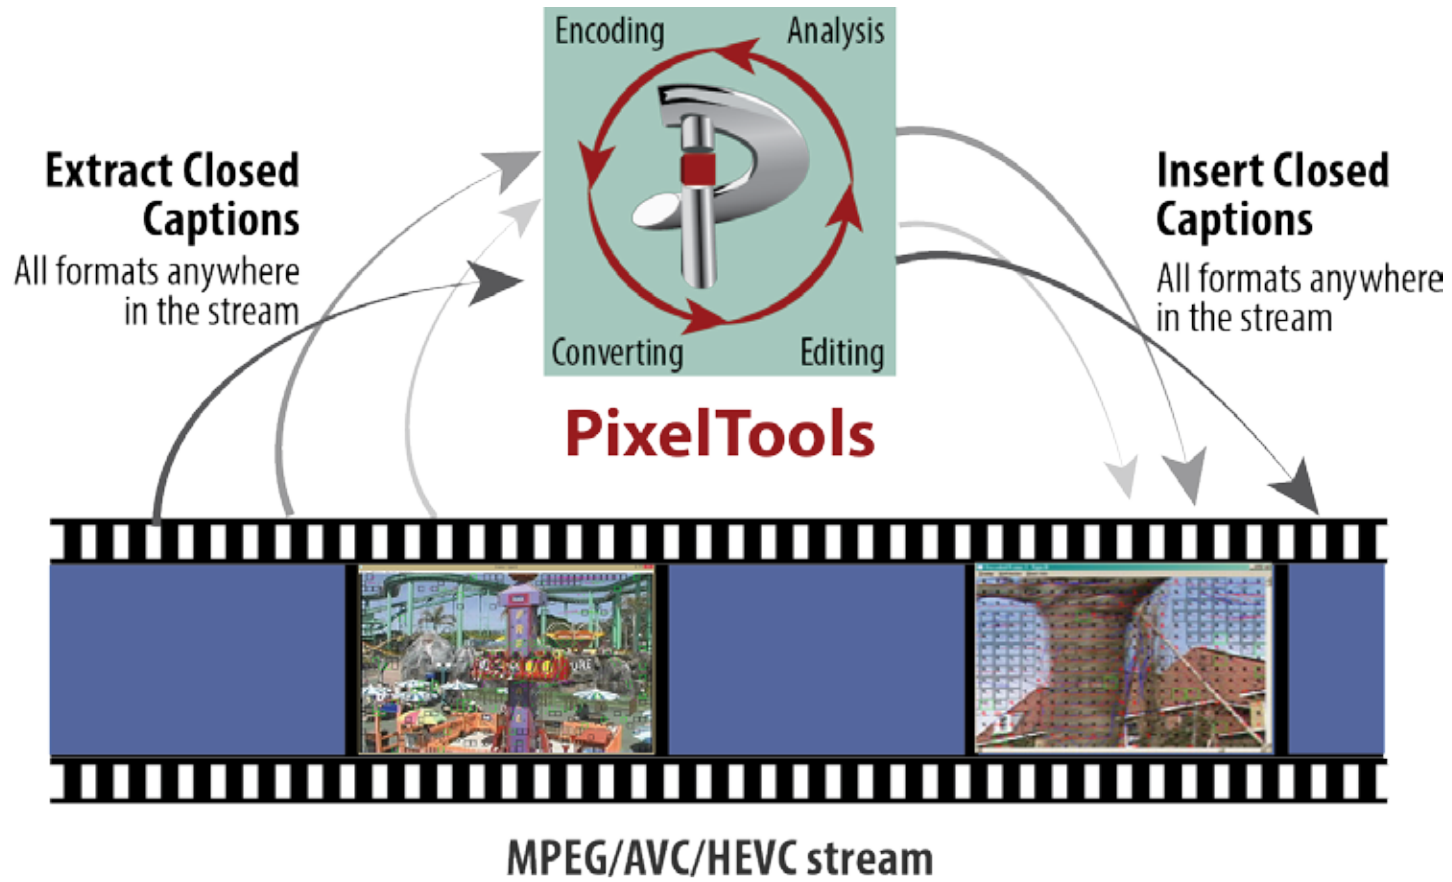 Encoding
Analysis
Converting
Editing
PixelTools
Extract Closed
Captions
All formats anywhere
in the stream
Insert Closed
Captions
All formats anywhere
in the stream
MPEG/AVC/HEVC stream